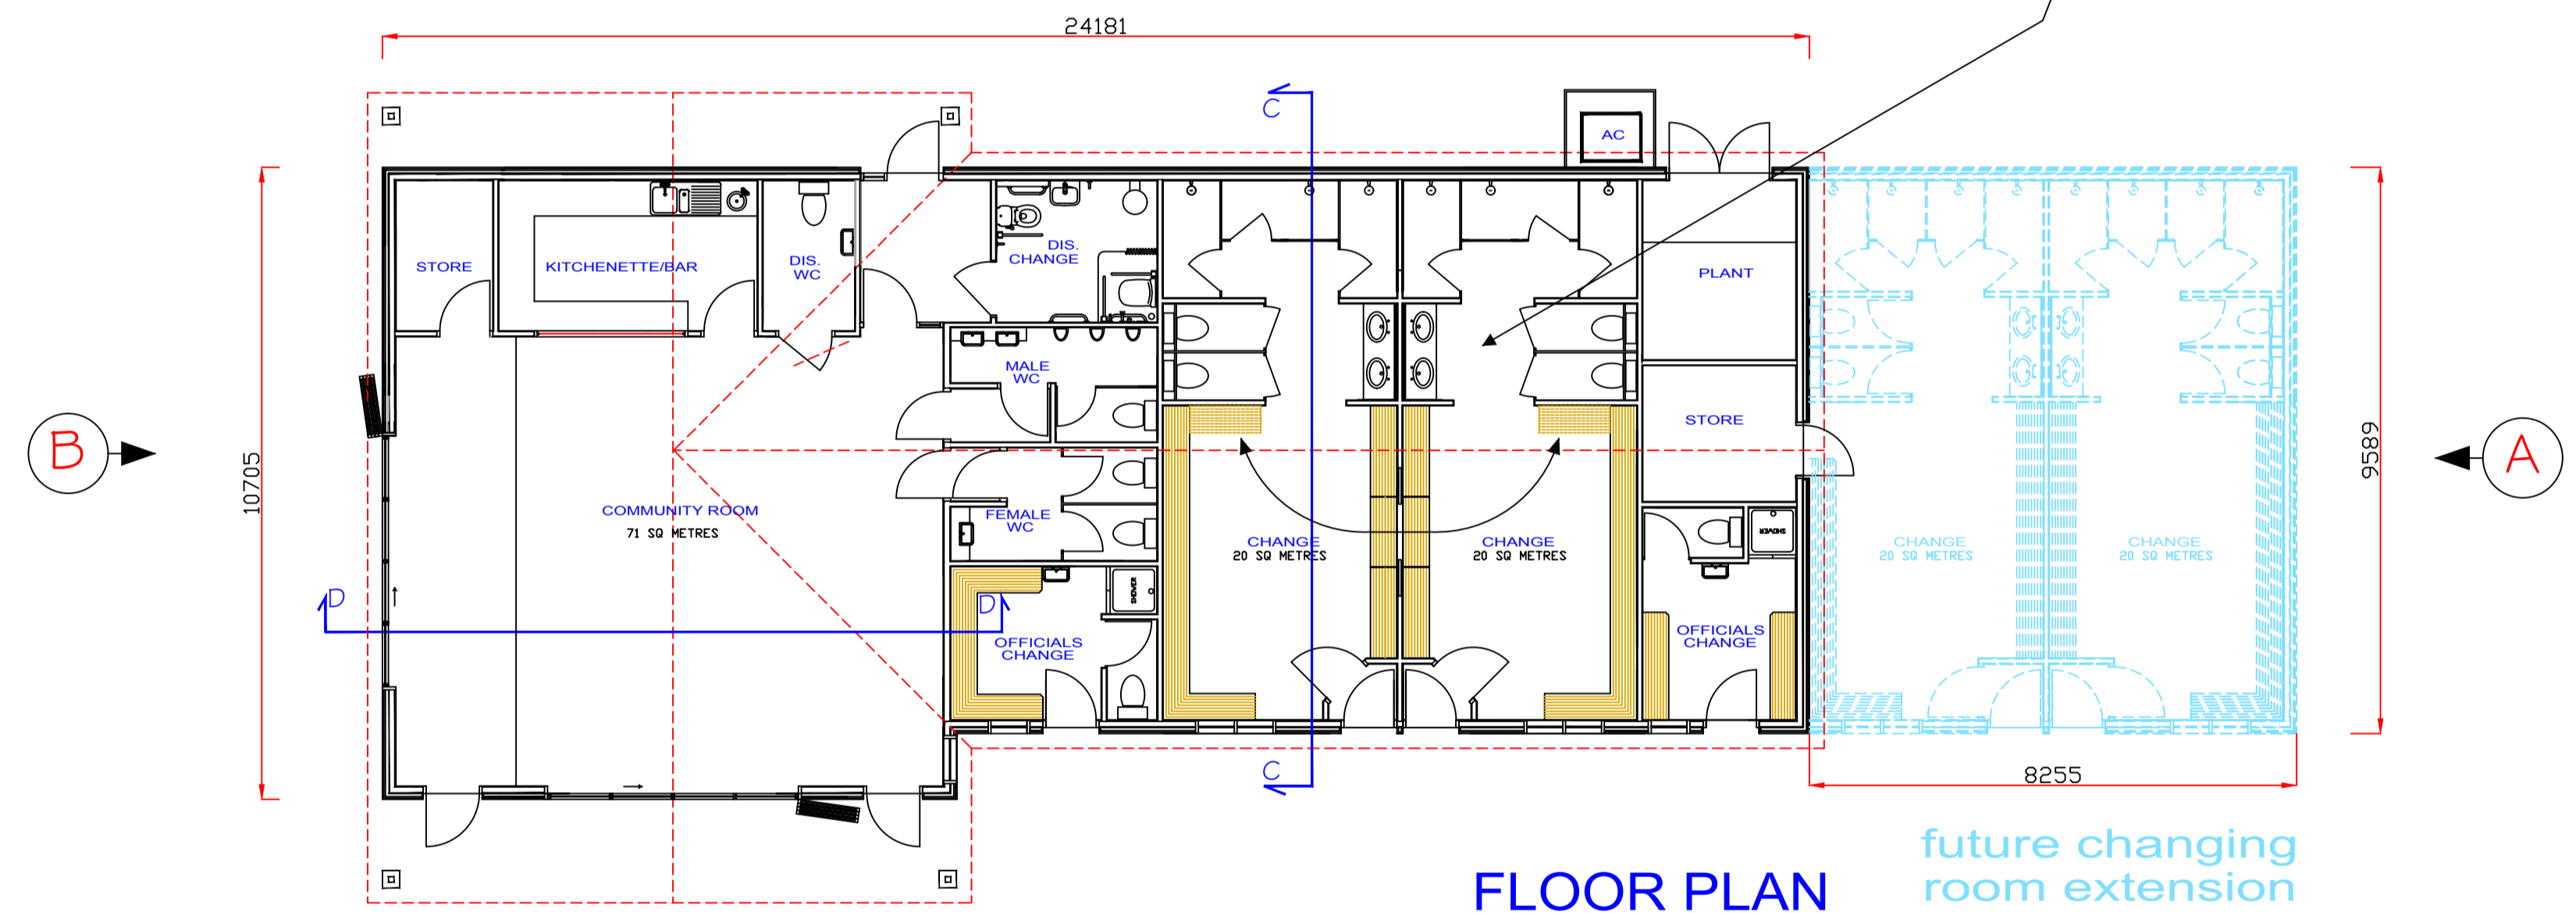 24181
C
AC
STORE
KITCHENETTE/BAR
DIS.
WC
DIS.
CHANGE
PLANT
MALE
WC
STORE
B
A
10705
9589
COMMUNITY ROOM
71 SQ METRES
FEMALE
WC
CHANGE
20 SQ METRES
CHANGE
20 SQ METRES
SHOWER
CHANGE
20 SQ METRES
CHANGE
20 SQ METRES
D
D
SHOWER
OFFICIALS
CHANGE
OFFICIALS
CHANGE
C
8255
FLOOR PLAN
future changing
room extension